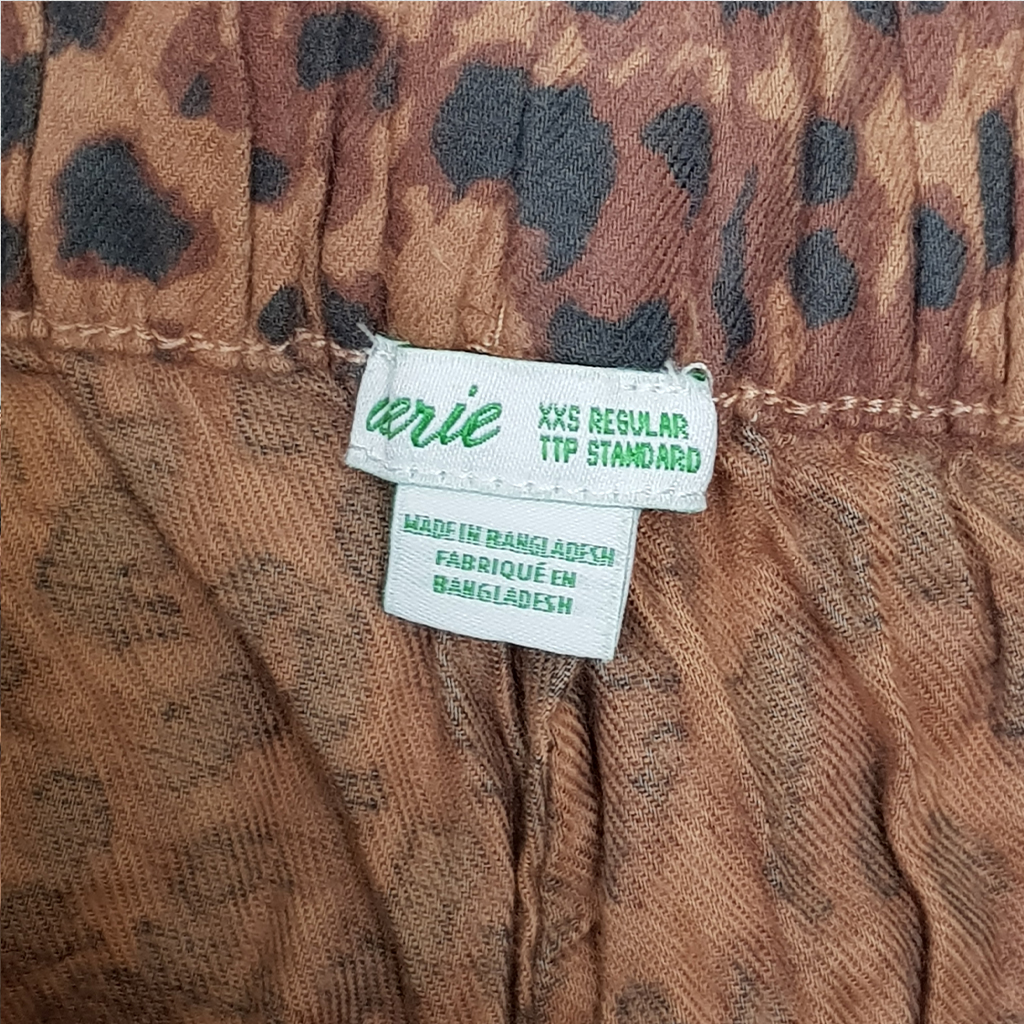 aerie
XXS REGULAR
TTP STANDARD
MADE IN BANGLADESH
FABRIQUÉ EN
BANGLADESH